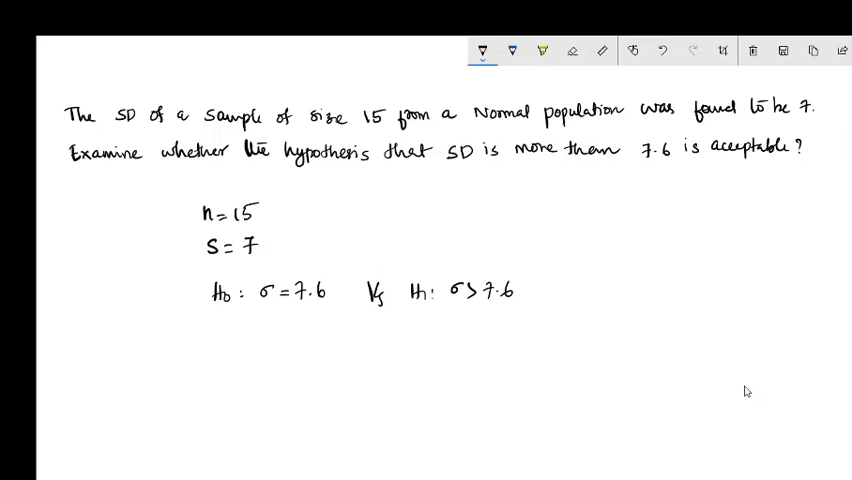 The SD of a sample of size 15 from a Normal population was found to be 7.
Examine whether the hypothesis that SD is more than 7.6 is acceptable?
n = 15
s = 7
H₀ : σ = 7.6 Vs H₁ : σ > 7.6